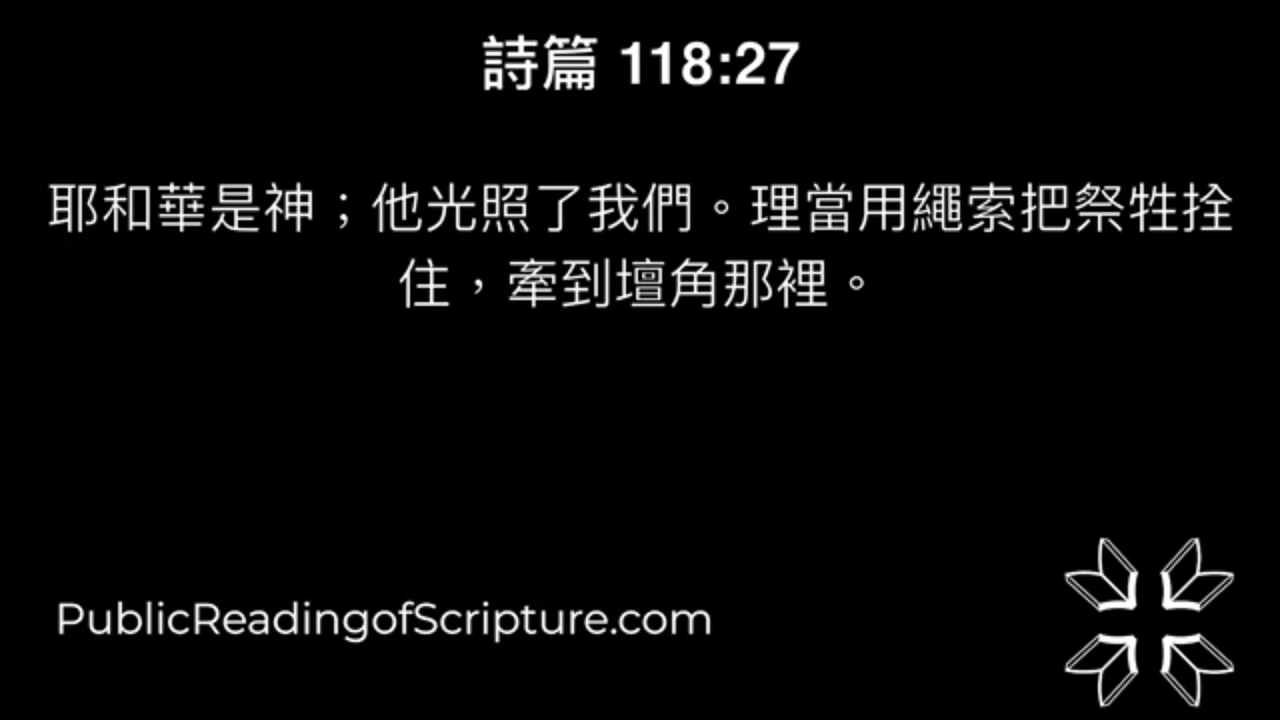 詩篇 118:27
耶和華是神；他光照了我們。理當用繩索把祭牲拴
住，牽到壇角那裡。
PublicReadingofScripture.com